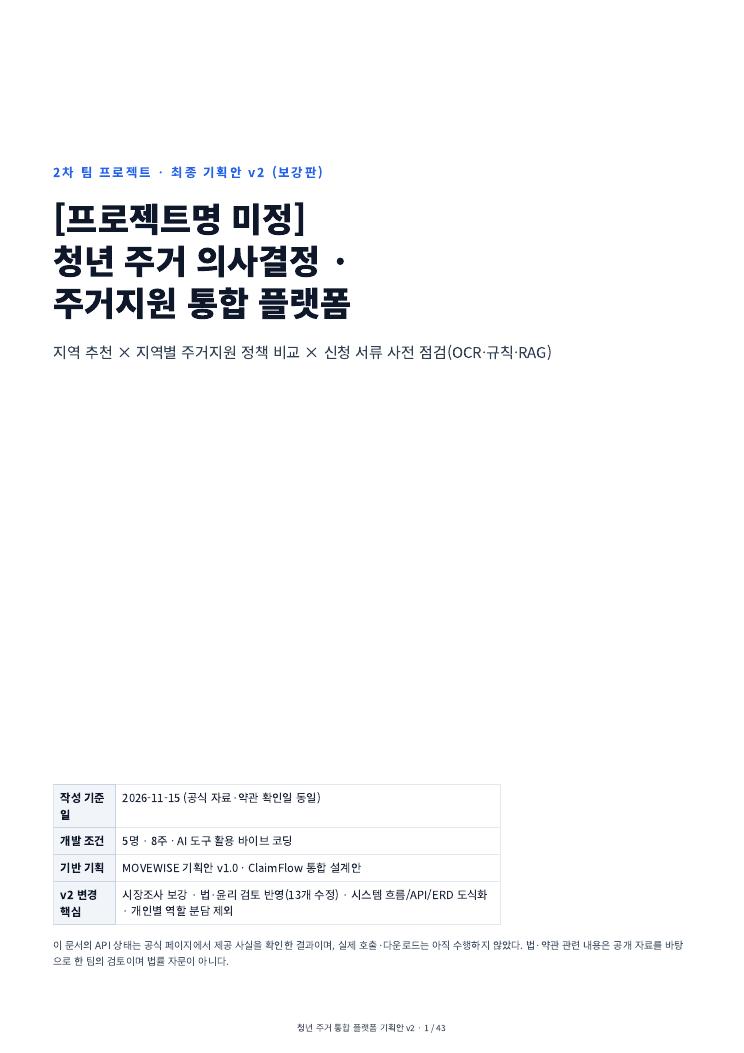 2차 팀 프로젝트 · 최종 기획안 v2 (보강판)
[프로젝트명 미정]
청년 주거 의사결정 ·
주거지원 통합 플랫폼
지역 추천 × 지역별 주거지원 정책 비교 × 신청 서류 사전 점검(OCR·규칙·RAG)
작성 기준
일
2026-11-15 (공식 자료·약관 확인일 동일)
개발 조건
5명 · 8주 · AI 도구 활용 바이브 코딩
기반 기획
MOVEWISE 기획안 v1.0 · ClaimFlow 통합 설계안
v2 변경
핵심
시장조사 보강 · 법·윤리 검토 반영(13개 수정) · 시스템 흐름/API/ERD 도식화
· 개인별 역할 분담 제외
이 문서의 API 상태는 공식 페이지에서 제공 사실을 확인한 결과이며, 실제 호출·다운로드는 아직 수행하지 않았다. 법·약관 관련 내용은 공개 자료를 바탕
으로 한 팀의 검토이며 법률 자문이 아니다.
청년 주거 통합 플랫폼 기획안 v2 · 1 / 43